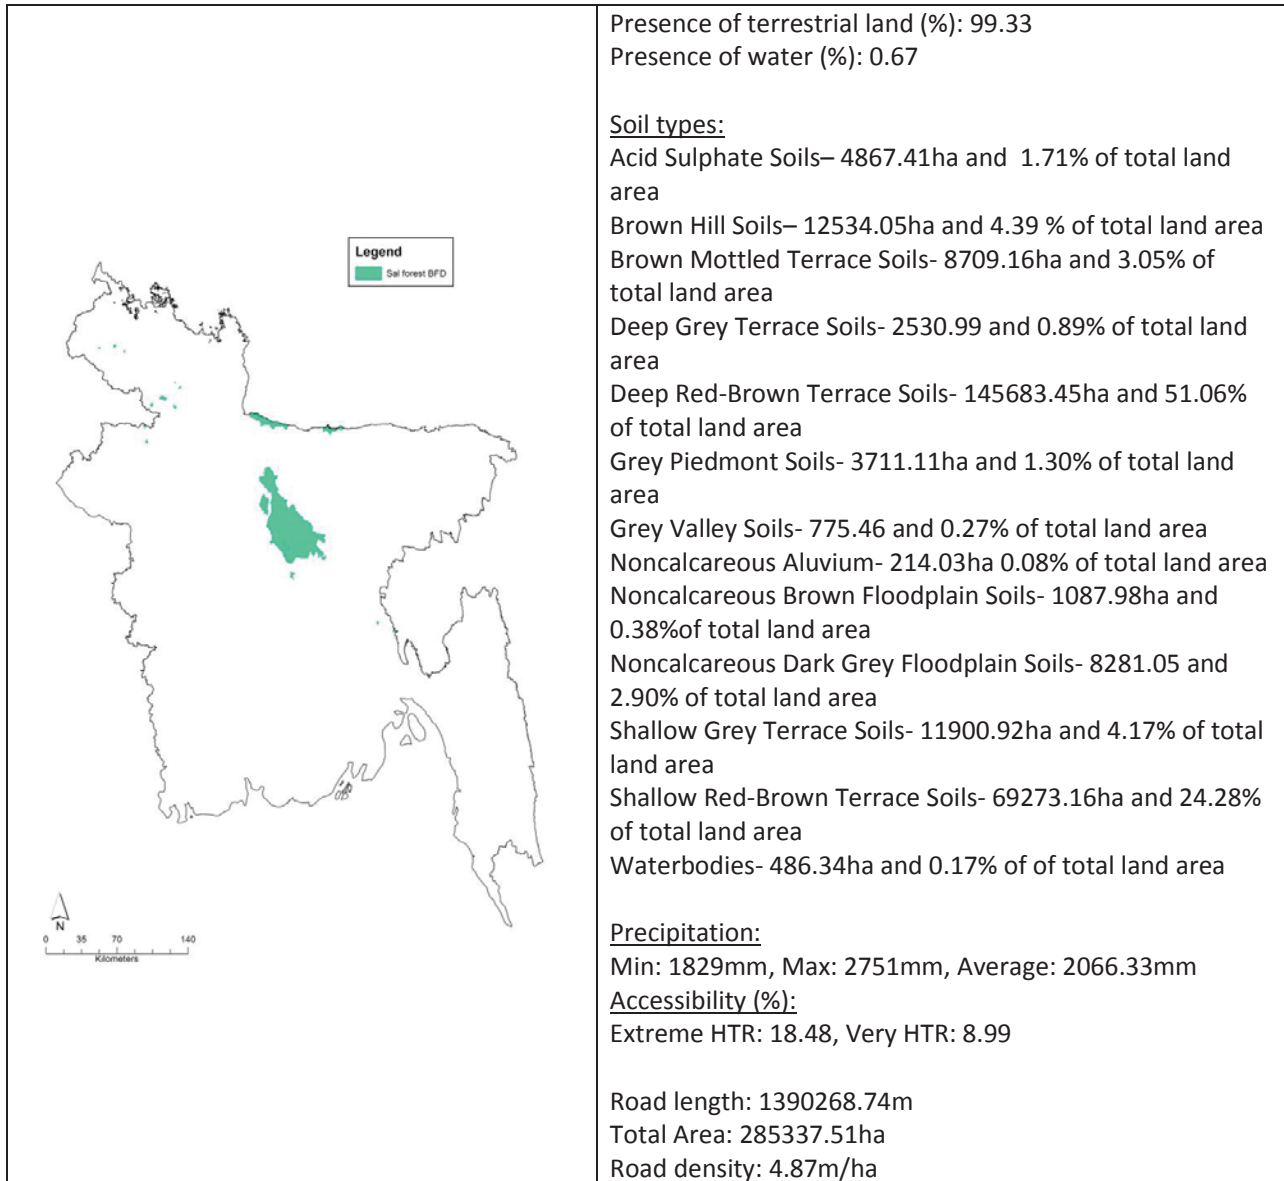 Legend
Sal forest BFD
N
0 35 70 140
Kilometers
Presence of terrestrial land (%): 99.33
Presence of water (%): 0.67
Soil types:
Acid Sulphate Soils– 4867.41ha and  1.71% of total land
area
Brown Hill Soils– 12534.05ha and 4.39 % of total land area
Brown Mottled Terrace Soils- 8709.16ha and 3.05% of
total land area
Deep Grey Terrace Soils- 2530.99 and 0.89% of total land
area
Deep Red-Brown Terrace Soils- 145683.45ha and 51.06%
of total land area
Grey Piedmont Soils- 3711.11ha and 1.30% of total land
area
Grey Valley Soils- 775.46 and 0.27% of total land area
Noncalcareous Aluvium- 214.03ha 0.08% of total land area
Noncalcareous Brown Floodplain Soils- 1087.98ha and
0.38%of total land area
Noncalcareous Dark Grey Floodplain Soils- 8281.05 and
2.90% of total land area
Shallow Grey Terrace Soils- 11900.92ha and 4.17% of total
land area
Shallow Red-Brown Terrace Soils- 69273.16ha and 24.28%
of total land area
Waterbodies- 486.34ha and 0.17% of of total land area
Precipitation:
Min: 1829mm, Max: 2751mm, Average: 2066.33mm
Accessibility (%):
Extreme HTR: 18.48, Very HTR: 8.99
Road length: 1390268.74m
Total Area: 285337.51ha
Road density: 4.87m/ha